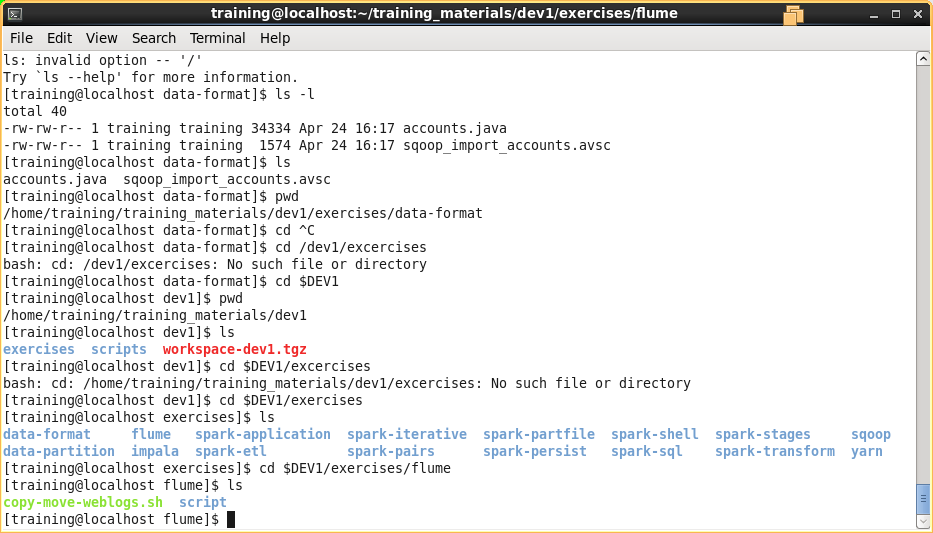 training@localhost:~/training_materials/dev1/exercises/flume
File Edit View Search Terminal Help
ls: invalid option -- '/'
Try `ls --help' for more information.
[training@localhost data-format]$ ls -l
total 40
-rw-rw-r-- 1 training training 34334 Apr 24 16:17 accounts.java
-rw-rw-r-- 1 training training  1574 Apr 24 16:17 sqoop_import_accounts.avsc
[training@localhost data-format]$ ls
accounts.java  sqoop_import_accounts.avsc
[training@localhost data-format]$ pwd
/home/training/training_materials/dev1/exercises/data-format
[training@localhost data-format]$ cd ^C
[training@localhost data-format]$ cd /dev1/excercises
bash: cd: /dev1/excercises: No such file or directory
[training@localhost data-format]$ cd $DEV1
[training@localhost dev1]$ pwd
/home/training/training_materials/dev1
[training@localhost dev1]$ ls
exercises  scripts  workspace-dev1.tgz
[training@localhost dev1]$ cd $DEV1/excercises
bash: cd: /home/training/training_materials/dev1/excercises: No such file or directory
[training@localhost dev1]$ cd $DEV1/exercises
[training@localhost exercises]$ ls
data-format     flume   spark-application  spark-iterative  spark-partfile  spark-shell  spark-stages     sqoop
data-partition  impala  spark-etl          spark-pairs      spark-persist   spark-sql    spark-transform  yarn
[training@localhost exercises]$ cd $DEV1/exercises/flume
[training@localhost flume]$ ls
copy-move-weblogs.sh  script
[training@localhost flume]$